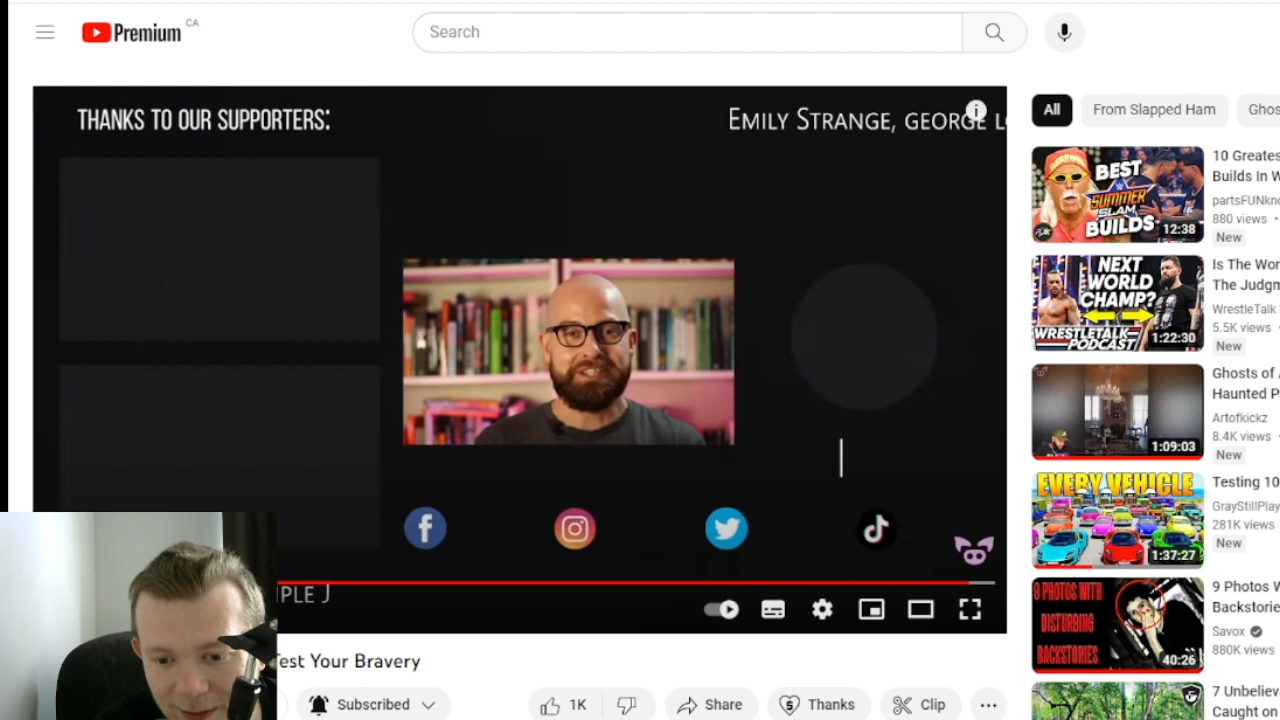 Premium CA
Search
THANKS TO OUR SUPPORTERS:
EMILY STRANGE, GEORGE
PLE J
Test Your Bravery
Subscribed
1K
Share
Thanks
Clip
All
From Slapped Ham
BEST
SUMMER
SLAM
BUILDS
12:38
10 Greates
Builds In W
partsFUNkno
880 views •
New
NEXT
WORLD
CHAMP?
WRESTLETALK
PODCAST
1:22:30
Is The Wor
The Judgm
WrestleTalk
5.5K views •
New
1:09:03
Ghosts of
Haunted P
Artofkickz
8.4K views •
New
EVERY VEHICLE
1:37:27
Testing 10
GrayStillPlay
281K views
New
9 PHOTOS WITH
DISTURBING
BACKSTORIES
40:26
9 Photos W
Backstorie
Savox
880K views
7 Unbeliev
Caught on